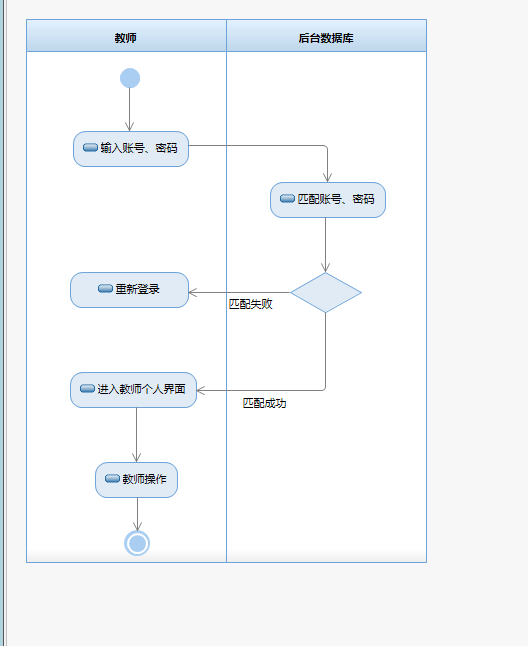 教师
后台数据库
输入账号、密码
匹配账号、密码
重新登录
匹配失败
进入教师个人界面
匹配成功
教师操作